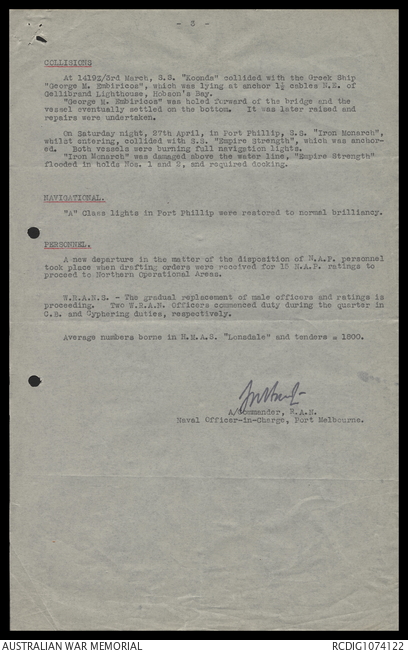 - 3 -
COLLISIONS
At 1419Z/3rd March, S.S. "Koonda" collided with the Greek Ship
"George M. Embiricos", which was lying at anchor 1½ cables N.E. of
Gellibrand Lighthouse, Hobson's Bay.
"George M. Embiricos" was holed forward of the bridge and the
vessel eventually settled on the bottom. It was later raised and
repairs were undertaken.
On Saturday night, 27th April, in Port Phillip, S.S. "Iron Monarch",
whilst entering, collided with S.S. "Empire Strength", which was anchor-
ed. Both vessels were burning full navigation lights.
"Iron Monarch" was damaged above the water line, "Empire Strength"
flooded in holds Nos. 1 and 2, and required docking.
NAVIGATIONAL.
"A" Class lights in Port Phillip were restored to normal brilliancy.
PERSONNEL.
A new departure in the matter of the disposition of N.A.P. personnel
took place when drafting orders were received for 15 N.A.P. ratings to
proceed to Northern Operational Areas.
W.R.A.N.S. - The gradual replacement of male officers and ratings is
proceeding. Two W.R.A.N. Officers commenced duty during the quarter in
C.B. and Cyphering duties, respectively.
Average numbers borne in H.M.A.S. "Lonsdale" and tenders = 1800.
A/Commander, R.A.N.
Naval Officer-in-Charge, Port Melbourne.
AUSTRALIAN WAR MEMORIAL
RCDIG1074122